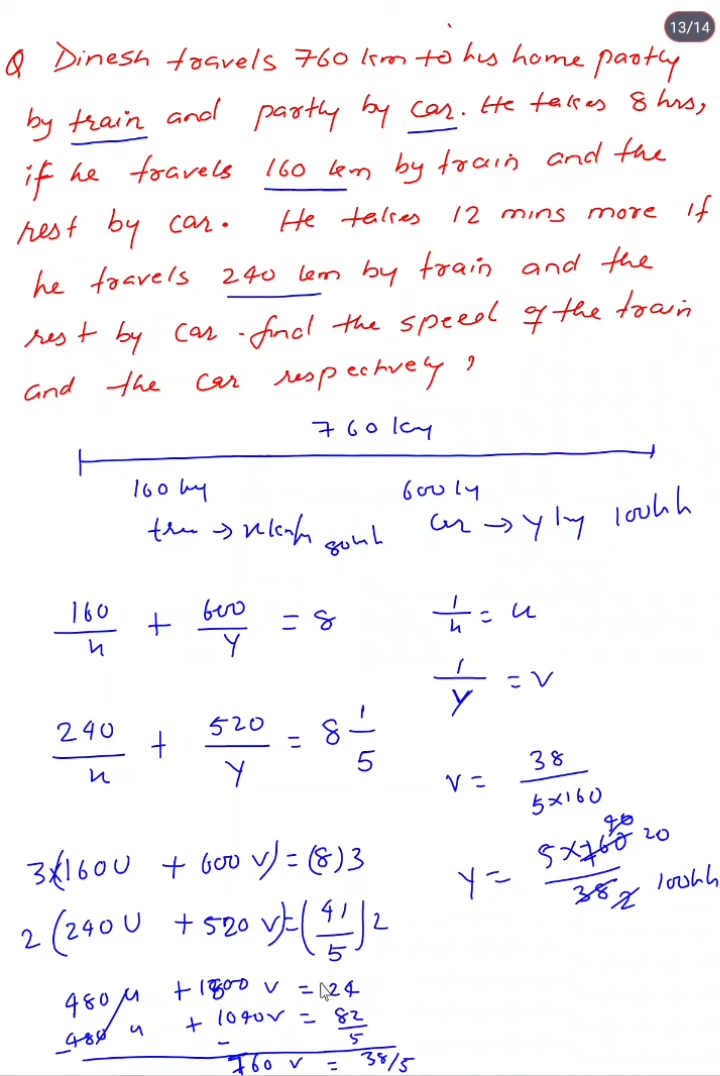 13/14
Q Dinesh travels 760 km to his home partly
by train and partly by car. He takes 8 hrs,
if he travels 160 km by train and the
rest by car. He takes 12 mins more if
he travels 240 km by train and the
rest by car. find the speed of the train
and the car respectively ?
760 km
160 km 600 km
train → x km/h 80 km/h car → y km 100 km/h
160/x + 600/y = 8 1/x = u
1/y = v
240/x + 520/y = 8 1/5
v = 38/5×160
3(160u + 600v) = (8)3
y = 5×760/38 40 20 2 100 km/h
2(240u + 520v) = (41/5)2
480u + 1800v = 24
- 480u + 1040v = 82/5
-
760v = 38/5